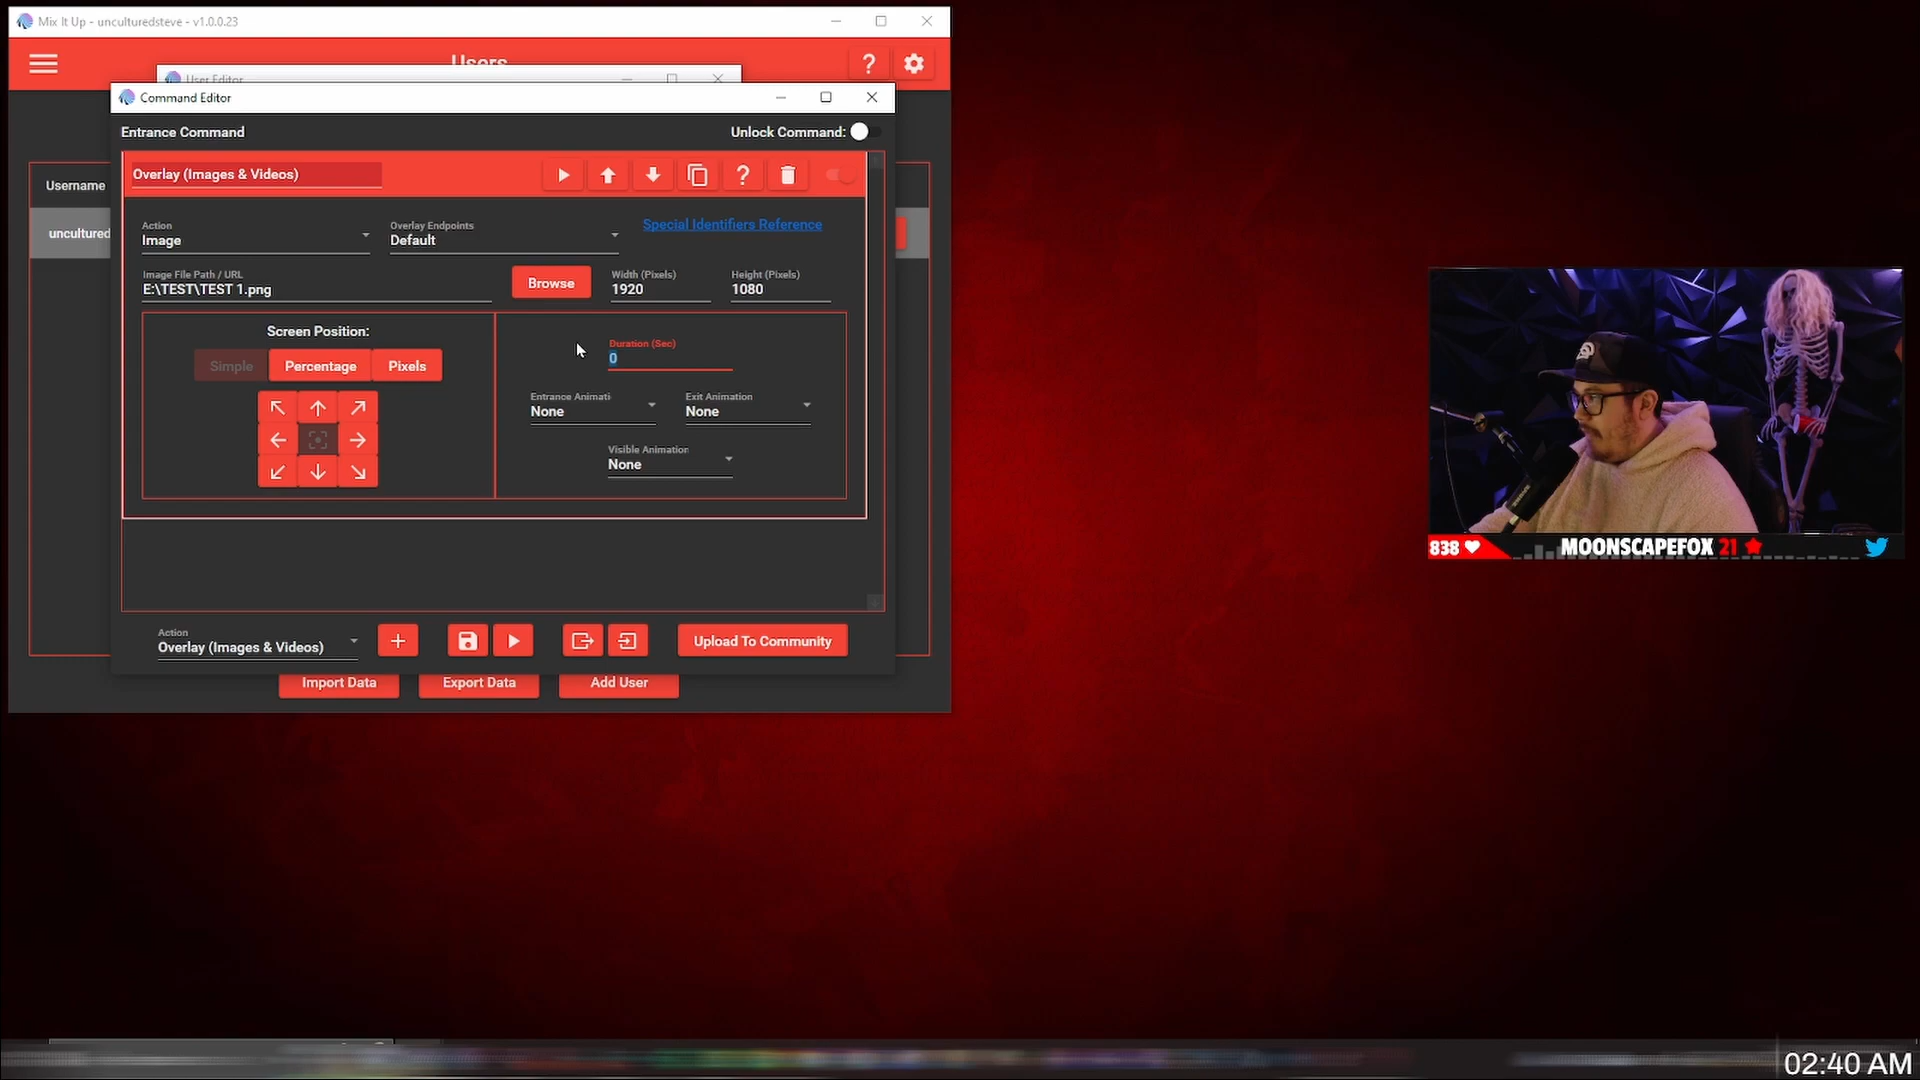 Mix It Up - unculturedsteve - v1.0.0.23
Users
User Editor
Command Editor
Entrance Command
Unlock Command:
Overlay (Images & Videos)
Username
uncultured
Action
Image
Overlay Endpoints
Default
Special Identifiers Reference
Image File Path / URL
E:\TEST\TEST 1.png
Browse
Width (Pixels)
1920
Height (Pixels)
1080
Screen Position:
Simple
Percentage
Pixels
Duration (Sec)
0
Entrance Animati
None
Exit Animation
None
Visible Animation
None
Action
Overlay (Images & Videos)
Upload To Community
Import Data
Export Data
Add User
838
MOONSCAPEFOX 21
02:40 AM